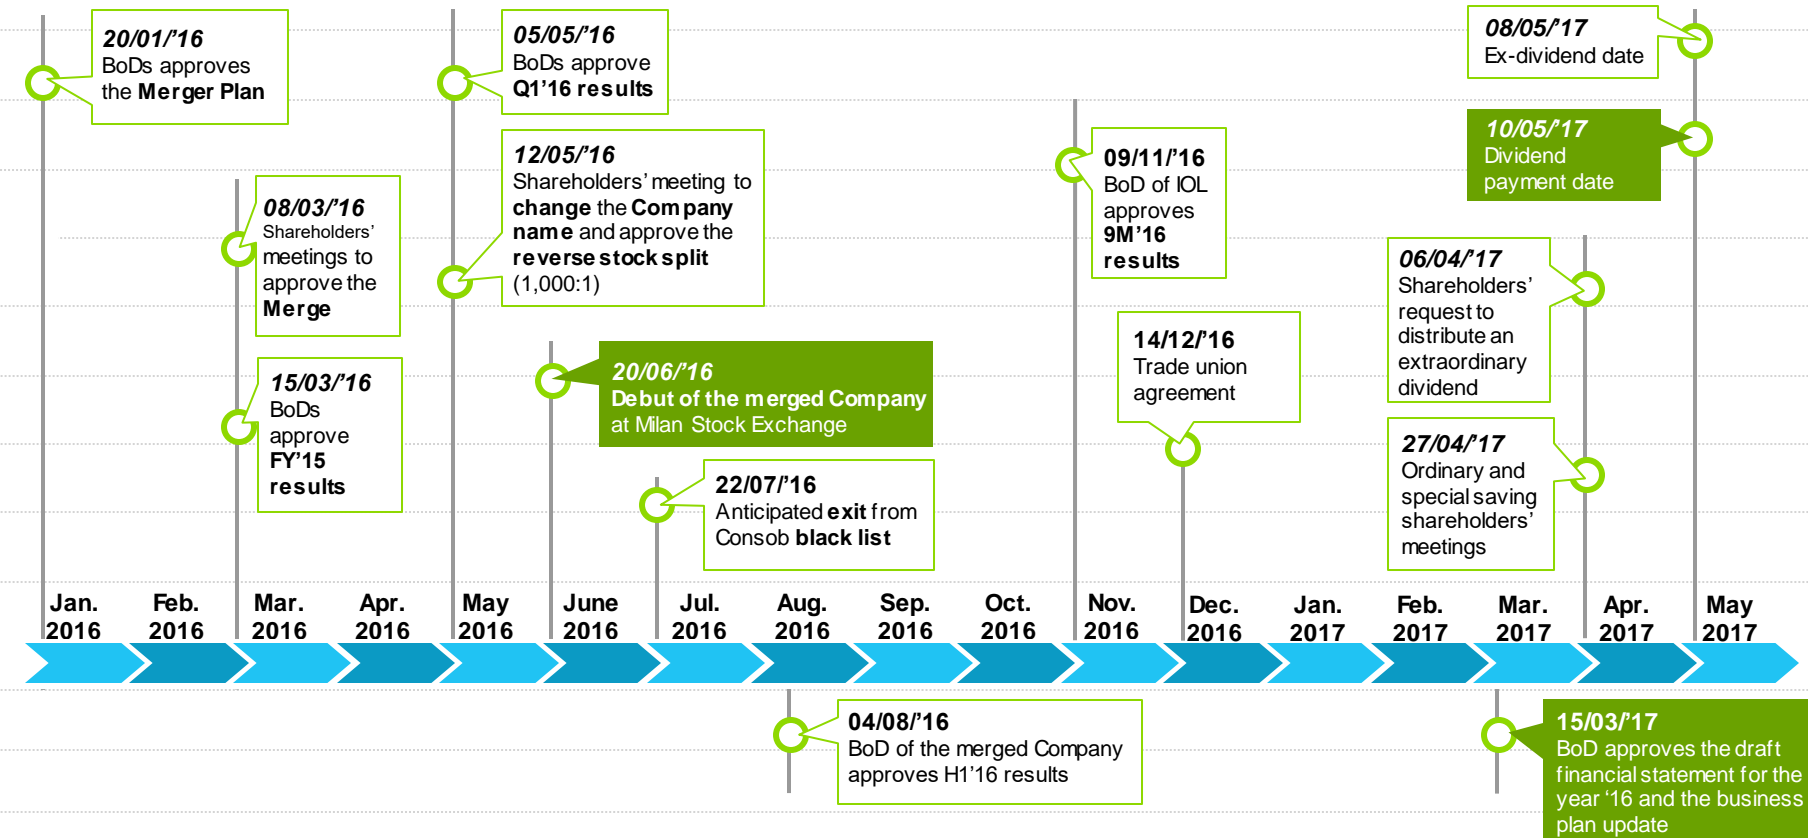 20/01/'16
BoDs approves
the Merger Plan
08/03/'16
Shareholders'
meetings to
approve the
Merge
15/03/'16
BoDs
approve
FY'15
results
05/05/'16
BoDs approve
Q1'16 results
12/05/'16
Shareholders' meeting to
change the Company
name and approve the
reverse stock split
(1,000:1)
20/06/'16
Debut of the merged Company
at Milan Stock Exchange
22/07/'16
Anticipated exit from
Consob black list
09/11/'16
BoD of IOL
approves
9M'16
results
14/12/'16
Trade union
agreement
08/05/'17
Ex-dividend date
10/05/'17
Dividend
payment date
06/04/'17
Shareholders'
request to
distribute an
extraordinary
dividend
27/04/'17
Ordinary and
special saving
shareholders'
meetings
Jan. Feb. Mar. Apr. May June Jul. Aug. Sep. Oct. Nov. Dec. Jan. Feb. Mar. Apr. May
2016 2016 2016 2016 2016 2016 2016 2016 2016 2016 2016 2016 2017 2017 2017 2017 2017
04/08/'16
BoD of the merged Company
approves H1'16 results
15/03/'17
BoD approves the draft
financial statement for the
year '16 and the business
plan update